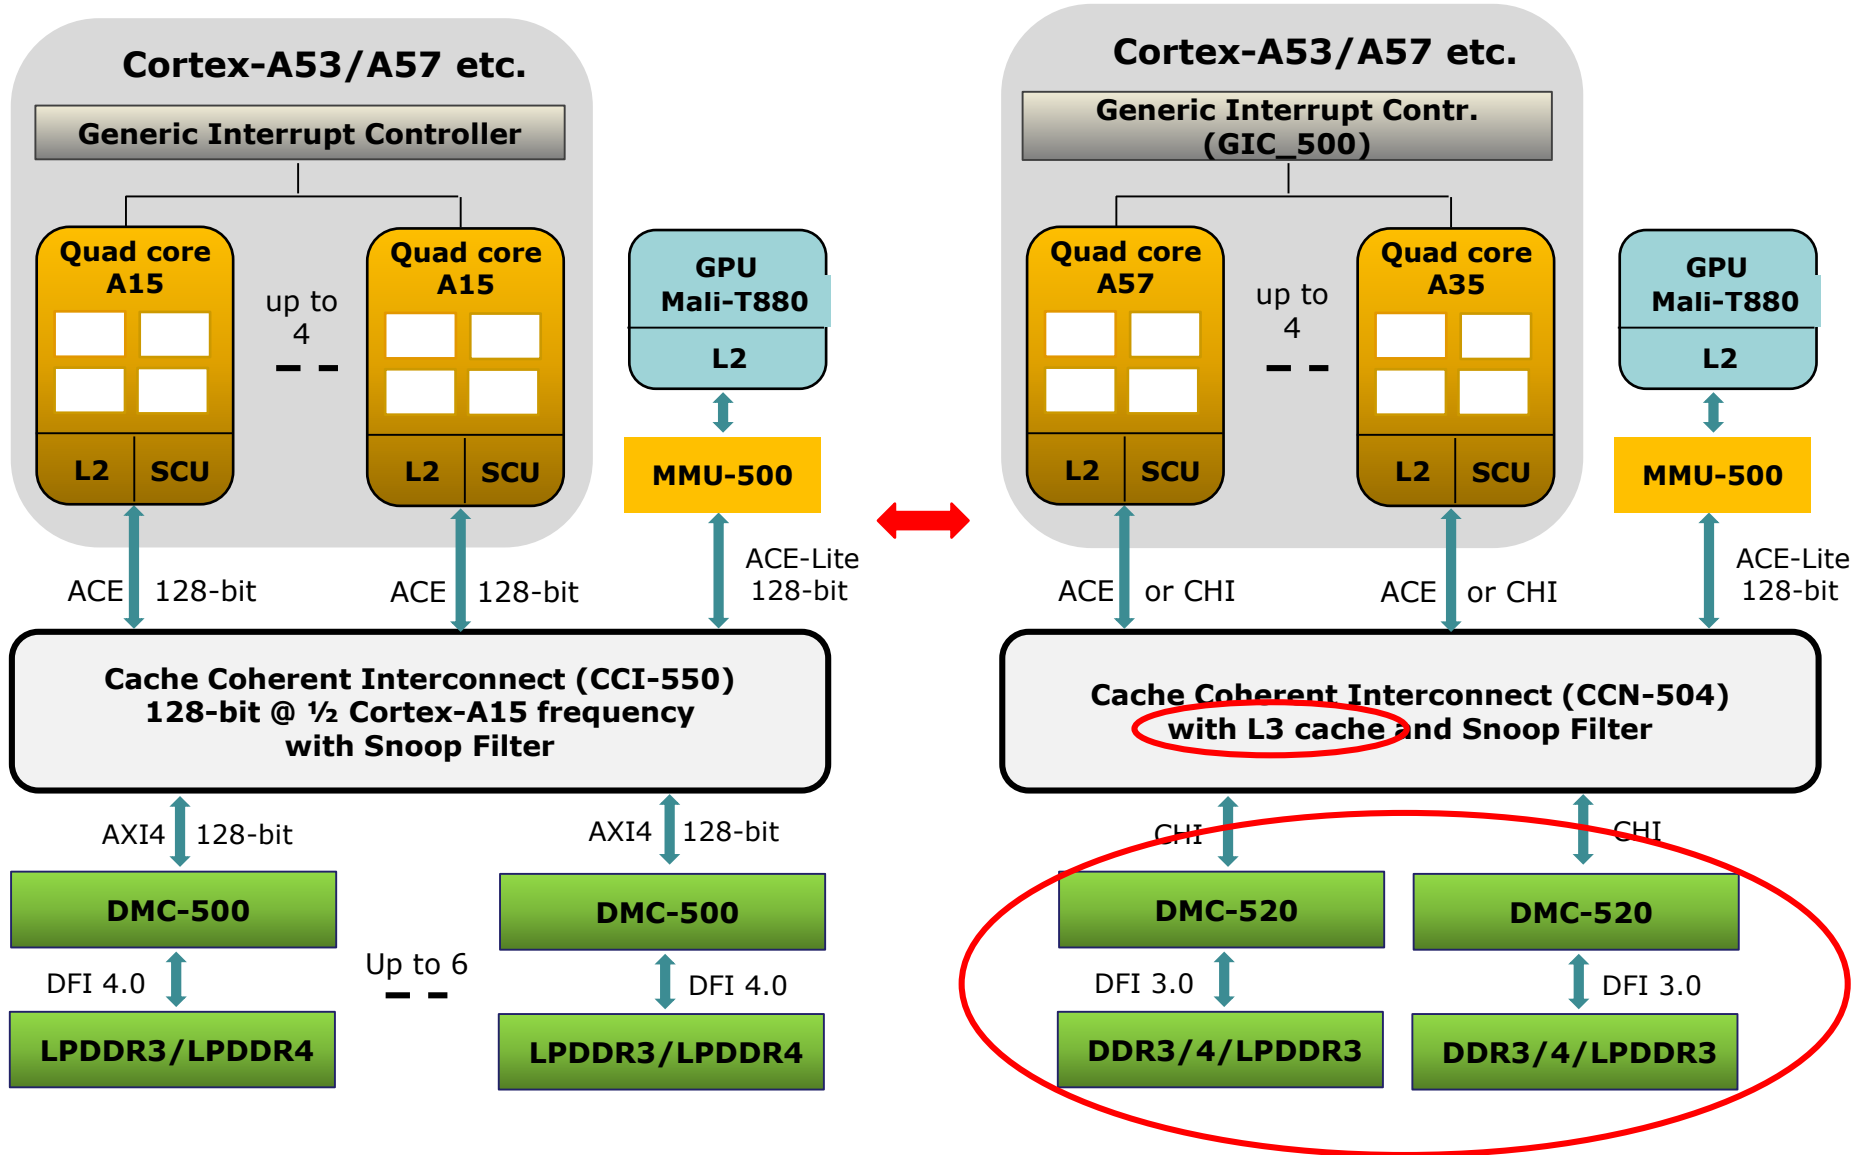 Cortex-A53/A57 etc.
Generic Interrupt Controller
Quad core
A15
up to
4
Quad core
A15
L2
SCU
L2
SCU
GPU
Mali-T880
L2
MMU-500
ACE
128-bit
ACE
128-bit
ACE-Lite
128-bit
Cache Coherent Interconnect (CCI-550)
128-bit @ ½ Cortex-A15 frequency
with Snoop Filter
AXI4
128-bit
AXI4
128-bit
DMC-500
DMC-500
DFI 4.0
Up to 6
DFI 4.0
LPDDR3/LPDDR4
LPDDR3/LPDDR4
Cortex-A53/A57 etc.
Generic Interrupt Contr.
(GIC_500)
Quad core
A57
up to
4
Quad core
A35
L2
SCU
L2
SCU
GPU
Mali-T880
L2
MMU-500
ACE
or CHI
ACE
or CHI
ACE-Lite
128-bit
Cache Coherent Interconnect (CCN-504)
with L3 cache and Snoop Filter
CHI
CHI
DMC-520
DMC-520
DFI 3.0
DFI 3.0
DDR3/4/LPDDR3
DDR3/4/LPDDR3